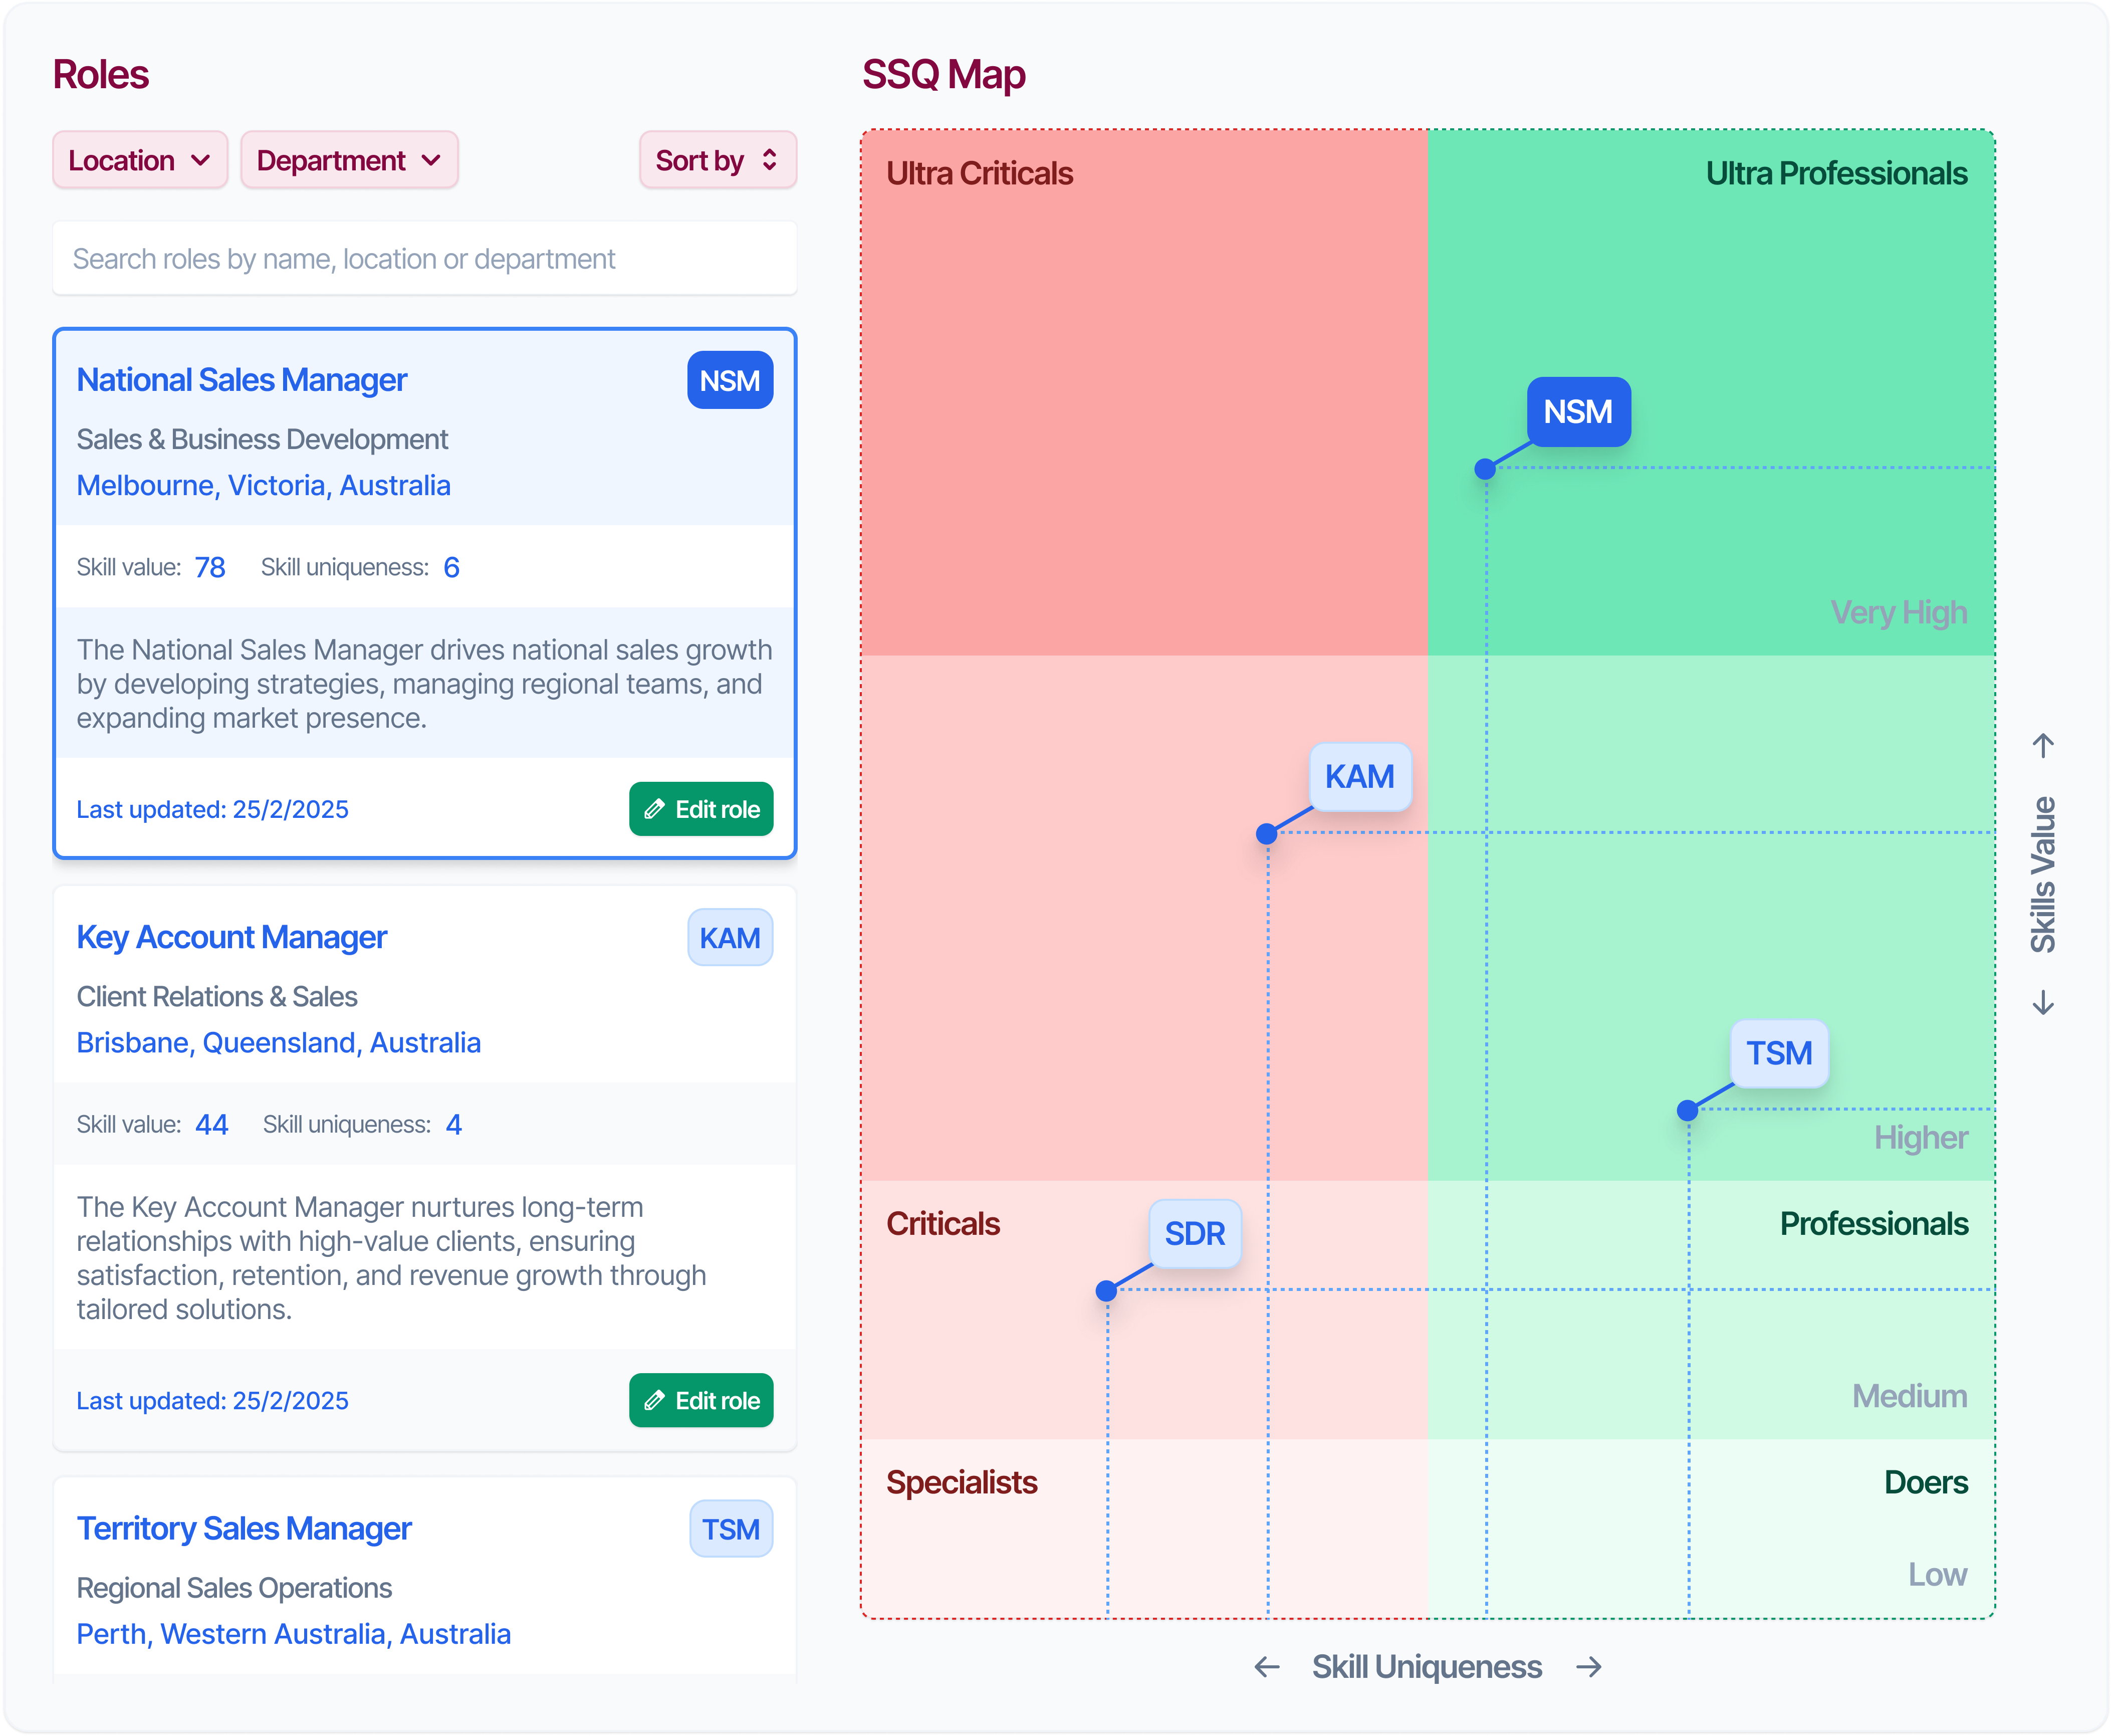 Roles
Location
Department
Sort by
Search roles by name, location or department
National Sales Manager
NSM
Sales & Business Development
Melbourne, Victoria, Australia
Skill value: 78 Skill uniqueness: 6
The National Sales Manager drives national sales growth
by developing strategies, managing regional teams, and
expanding market presence.
Last updated: 25/2/2025
Edit role
Key Account Manager
KAM
Client Relations & Sales
Brisbane, Queensland, Australia
Skill value: 44 Skill uniqueness: 4
The Key Account Manager nurtures long-term
relationships with high-value clients, ensuring
satisfaction, retention, and revenue growth through
tailored solutions.
Last updated: 25/2/2025
Edit role
Territory Sales Manager
TSM
Regional Sales Operations
Perth, Western Australia, Australia
SSQ Map
Ultra Criticals
Ultra Professionals
NSM
Very High
KAM
TSM
Higher
Criticals
SDR
Professionals
Medium
Specialists
Doers
Low
Skills Value
Skill Uniqueness